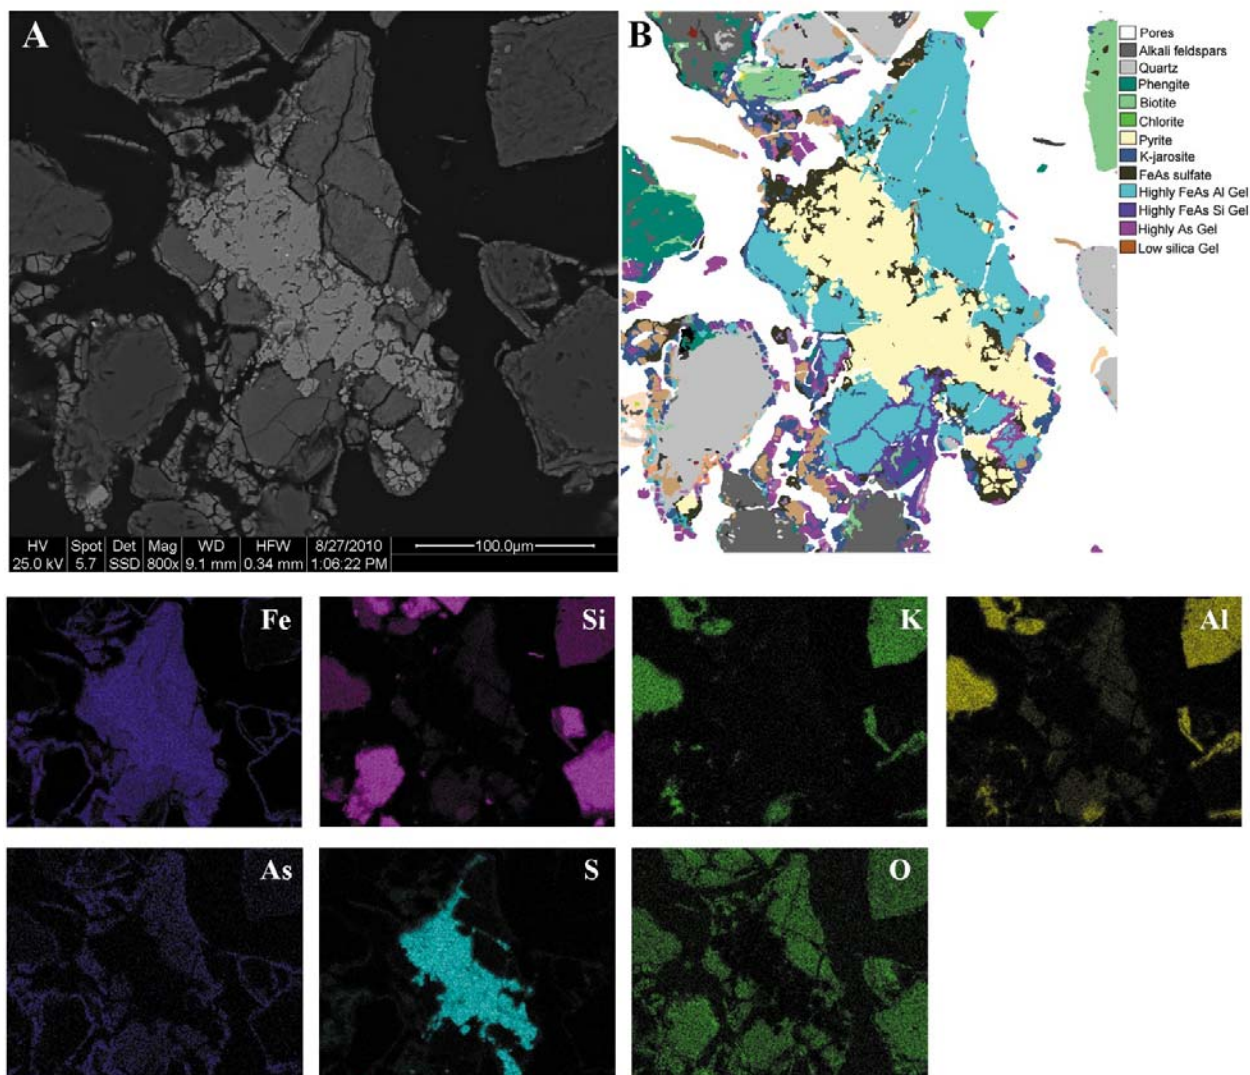 A
B
Pores
Alkali feldspars
Quartz
Phengite
Biotite
Chlorite
Pyrite
K-jarosite
FeAs sulfate
Highly FeAs Al Gel
Highly FeAs Si Gel
Highly As Gel
Low silica Gel
HV Spot Det Mag WD HFW 8/27/2010
25.0 kV 5.7 SSD 800x 9.1 mm 0.34 mm 1:06:22 PM 100.0µm
Fe Si K Al
As S O